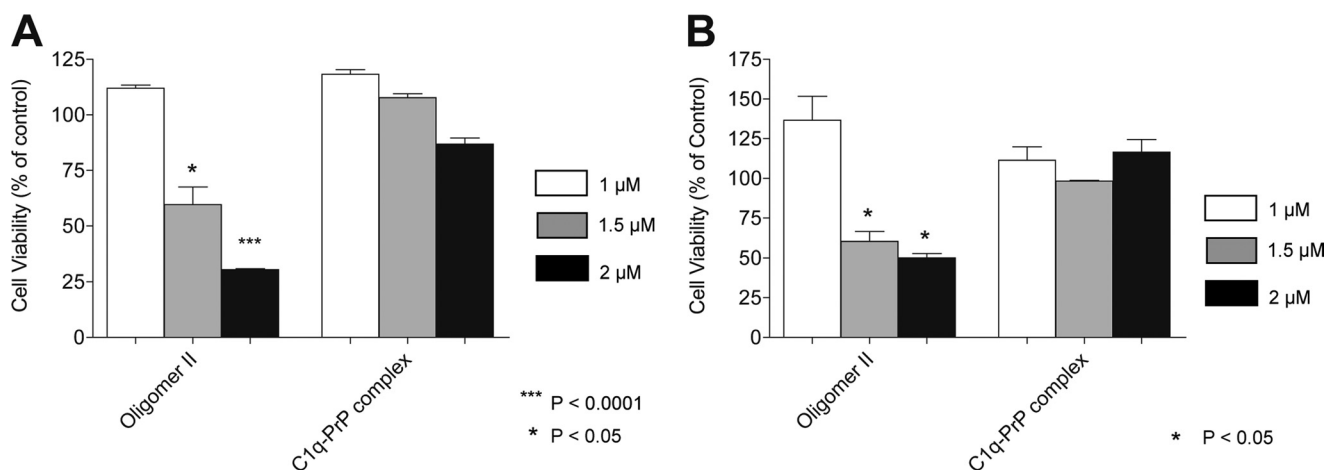 A
Cell Viability (% of control)
125
100
75
50
25
0
*
***
Oligomer II
C1q-PrP complex
1 µM
1.5 µM
2 µM
*** P < 0.0001
* P < 0.05
B
Cell Viability (% of Control)
175
150
125
100
75
50
25
0
*
*
Oligomer II
C1q-PrP complex
1 µM
1.5 µM
2 µM
* P < 0.05